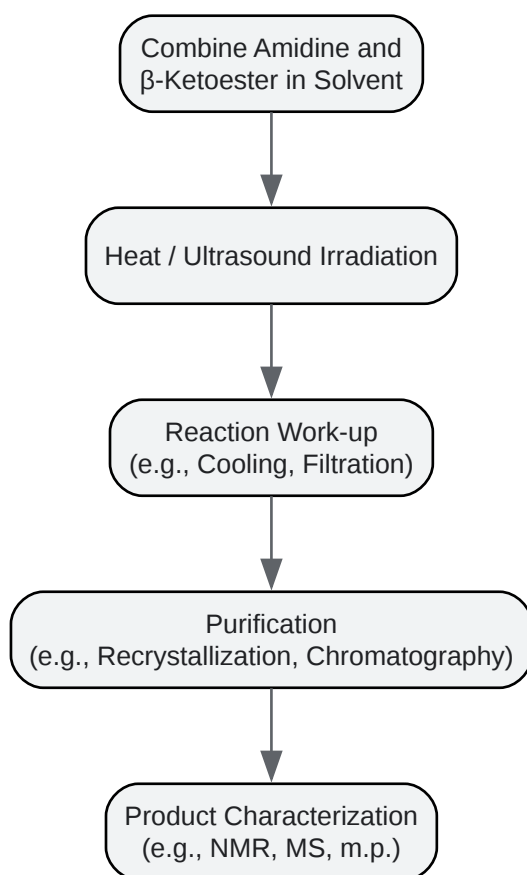 Combine Amidine and
β-Ketoester in Solvent
Heat / Ultrasound Irradiation
Reaction Work-up
(e.g., Cooling, Filtration)
Purification
(e.g., Recrystallization, Chromatography)
Product Characterization
(e.g., NMR, MS, m.p.)